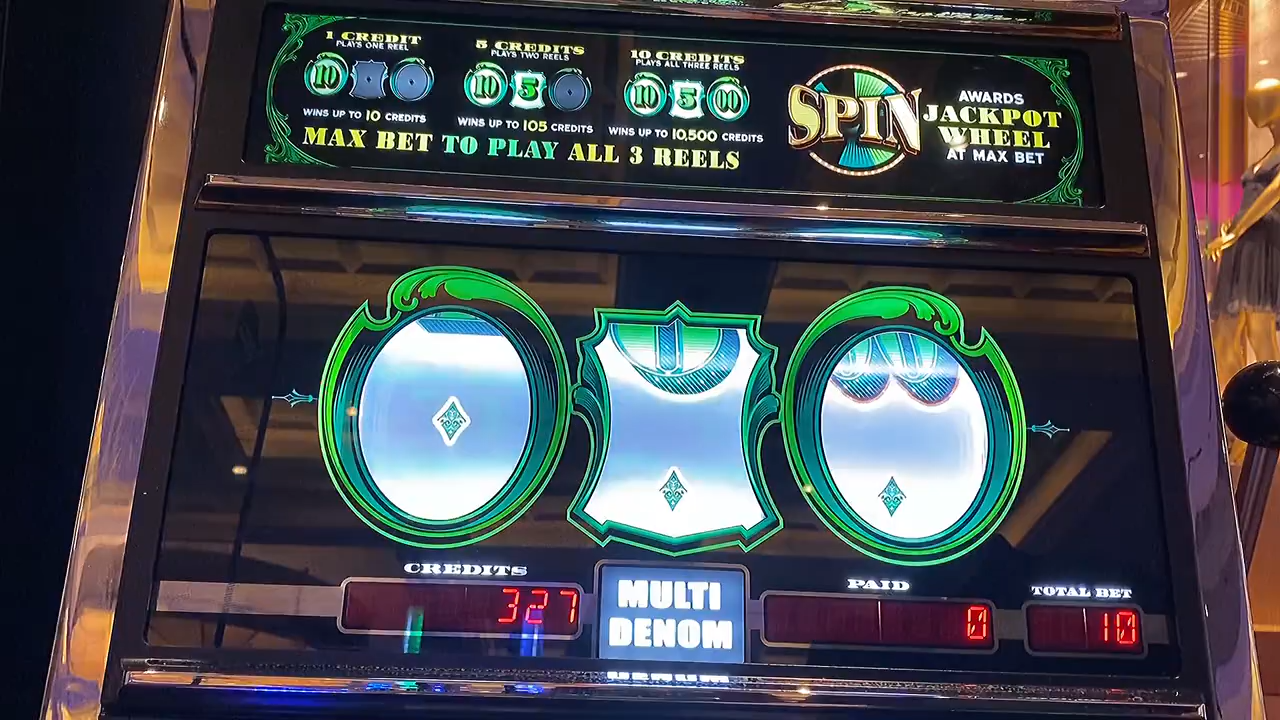 1 CREDIT
PLAYS ONE REEL
10
WINS UP TO 10 CREDITS
5 CREDITS
PLAYS TWO REELS
10 5
WINS UP TO 105 CREDITS
10 CREDITS
PLAYS ALL THREE REELS
10 5 00
WINS UP TO 10,500 CREDITS
MAX BET TO PLAY ALL 3 REELS
SPIN
AWARDS
JACKPOT
WHEEL
AT MAX BET
CREDITS
327
MULTI
DENOM
PAID
0
TOTAL BET
10